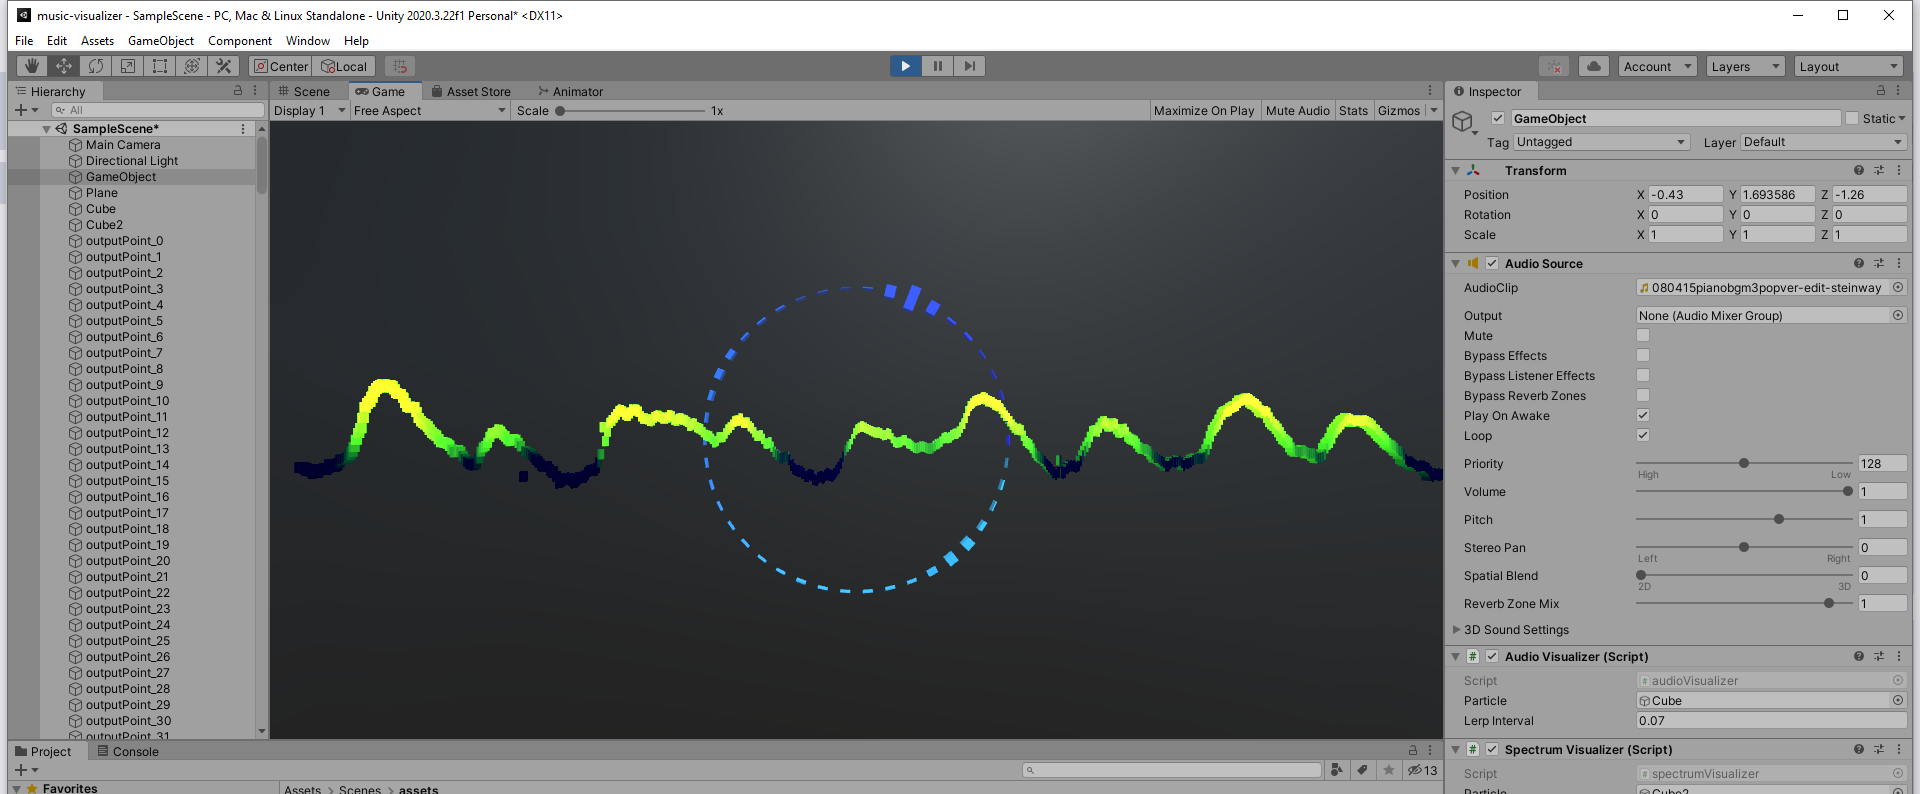 music-visualizer - SampleScene - PC, Mac & Linux Standalone - Unity 2020.3.22f1 Personal* <DX11>
File Edit Assets GameObject Component Window Help
Center Local Account Layers Layout
Hierarchy
All
SampleScene*
Main Camera
Directional Light
GameObject
Plane
Cube
Cube2
outputPoint_0
outputPoint_1
outputPoint_2
outputPoint_3
outputPoint_4
outputPoint_5
outputPoint_6
outputPoint_7
outputPoint_8
outputPoint_9
outputPoint_10
outputPoint_11
outputPoint_12
outputPoint_13
outputPoint_14
outputPoint_15
outputPoint_16
outputPoint_17
outputPoint_18
outputPoint_19
outputPoint_20
outputPoint_21
outputPoint_22
outputPoint_23
outputPoint_24
outputPoint_25
outputPoint_26
outputPoint_27
outputPoint_28
outputPoint_29
outputPoint_30
outputPoint_31
Scene Game Asset Store Animator
Display 1 Free Aspect Scale 1x Maximize On Play Mute Audio Stats Gizmos
Inspector
GameObject Static
Tag Untagged Layer Default
Transform
Position X -0.43 Y 1.693586 Z -1.26
Rotation X 0 Y 0 Z 0
Scale X 1 Y 1 Z 1
Audio Source
AudioClip 080415pianobgm3popver-edit-steinway
Output None (Audio Mixer Group)
Mute
Bypass Effects
Bypass Listener Effects
Bypass Reverb Zones
Play On Awake
Loop
Priority 128
High Low
Volume 1
Pitch 1
Stereo Pan 0
Left Right
Spatial Blend 0
2D 3D
Reverb Zone Mix 1
3D Sound Settings
# Audio Visualizer (Script)
Script # audioVisualizer
Particle Cube
Lerp Interval 0.07
# Spectrum Visualizer (Script)
Script # spectrumVisualizer
Particle Cube2
Project Console
13
Favorites
Assets > Scenes > assets